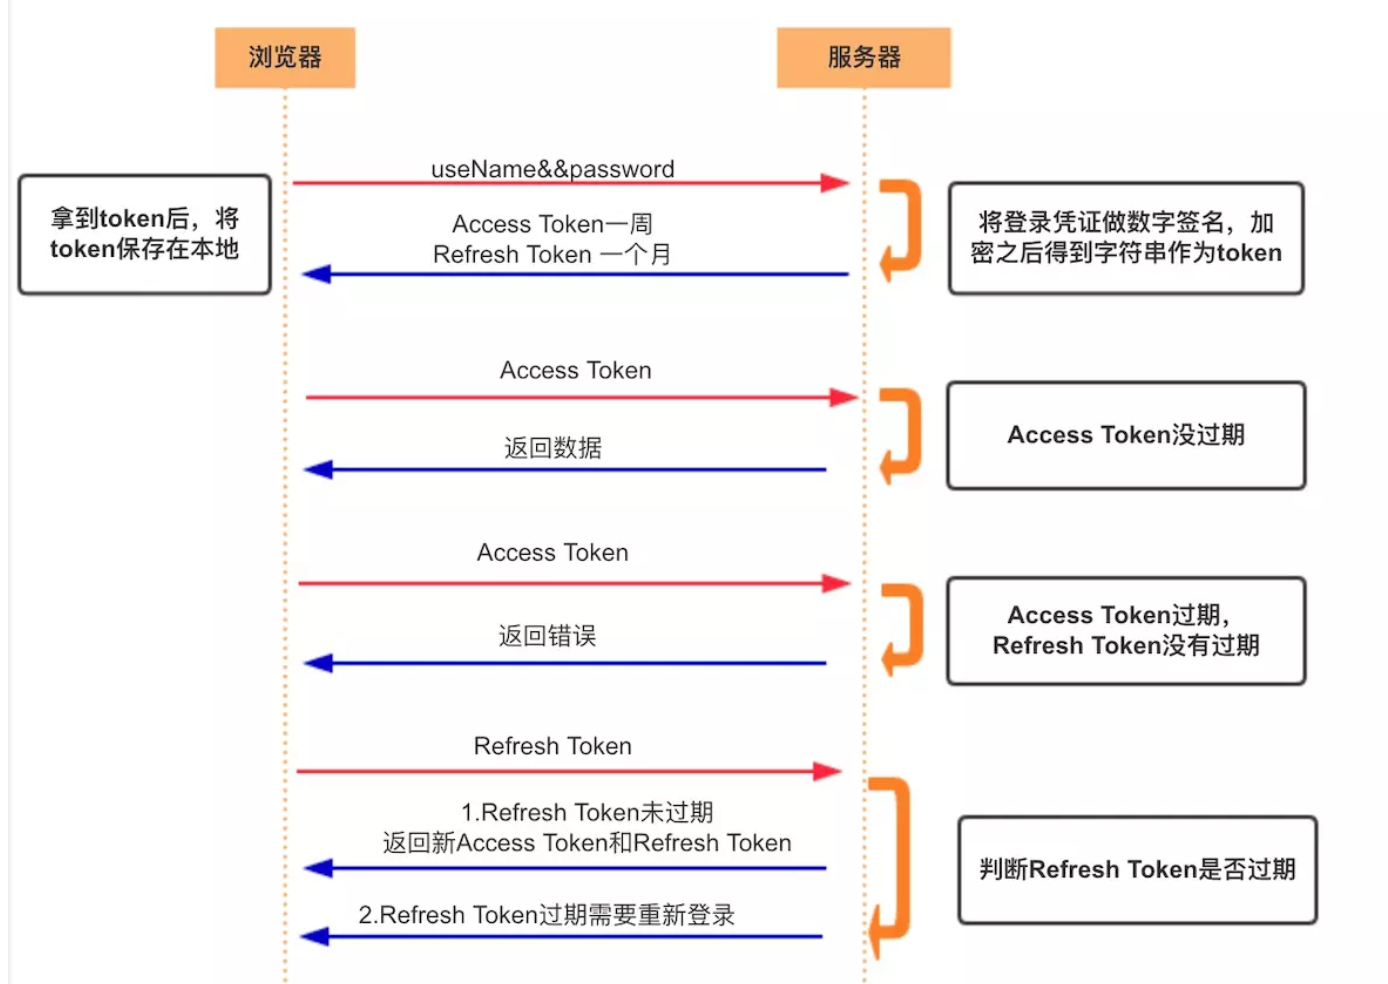 浏览器
服务器
useName&&password
拿到token后，将
token保存在本地
Access Token一周
Refresh Token 一个月
将登录凭证做数字签名，加
密之后得到字符串作为token
Access Token
返回数据
Access Token没过期
Access Token
返回错误
Access Token过期，
Refresh Token没有过期
Refresh Token
1.Refresh Token未过期
返回新Access Token和Refresh Token
2.Refresh Token过期需要重新登录
判断Refresh Token是否过期